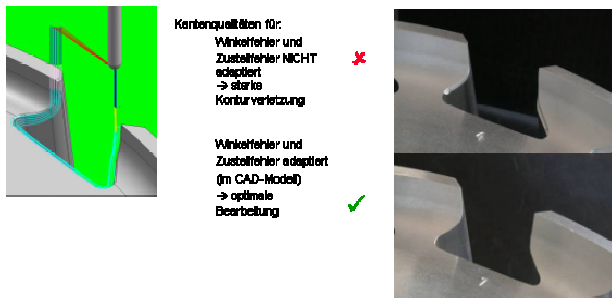 Kantenqualitäten für:
Winkelfehler und
Zustellfehler NICHT
adaptiert
-> starke
Konturverletzung
Winkelfehler und
Zustellfehler adaptiert
(im CAD-Modell)
-> optimale
Bearbeitung